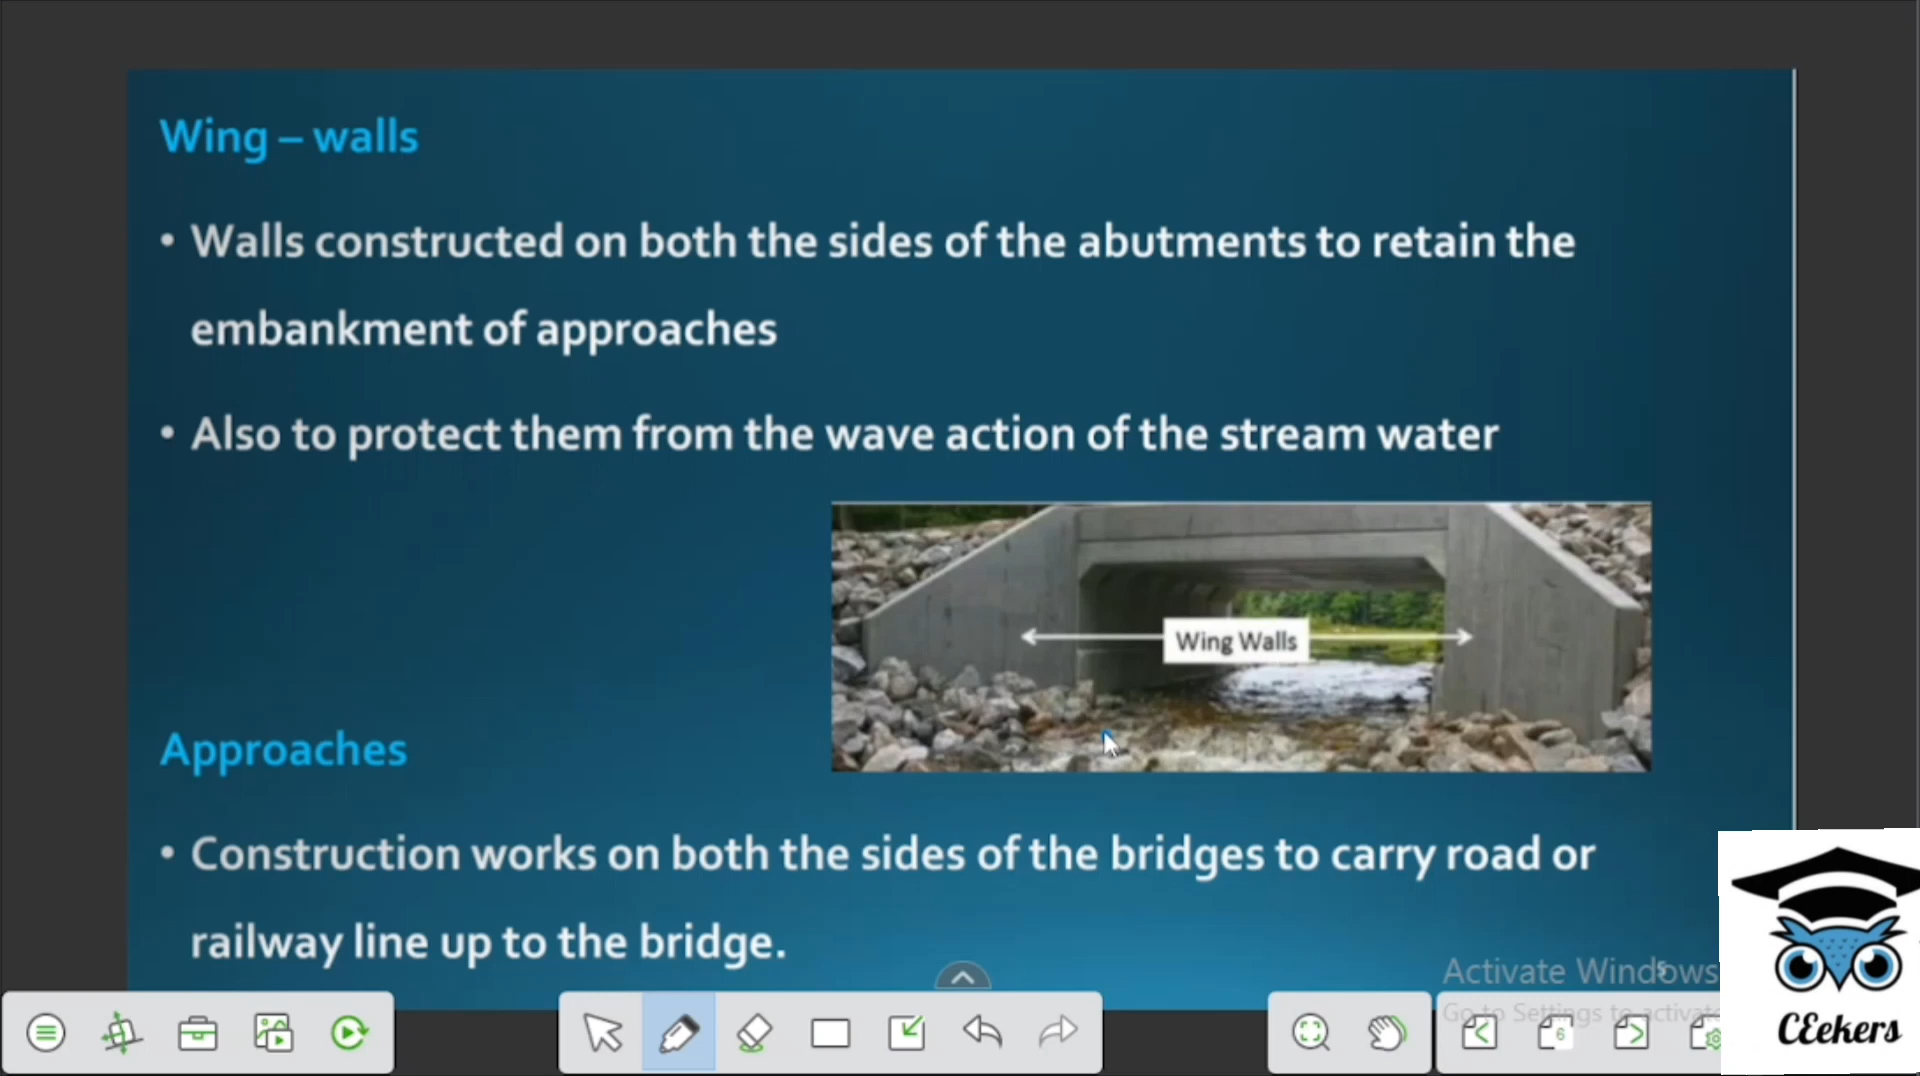 Wing – walls
• Walls constructed on both the sides of the abutments to retain the
embankment of approaches
• Also to protect them from the wave action of the stream water
Wing Walls
Approaches
• Construction works on both the sides of the bridges to carry road or
railway line up to the bridge.
5
Activate Windows
Go to Settings to activate
6
CEekers